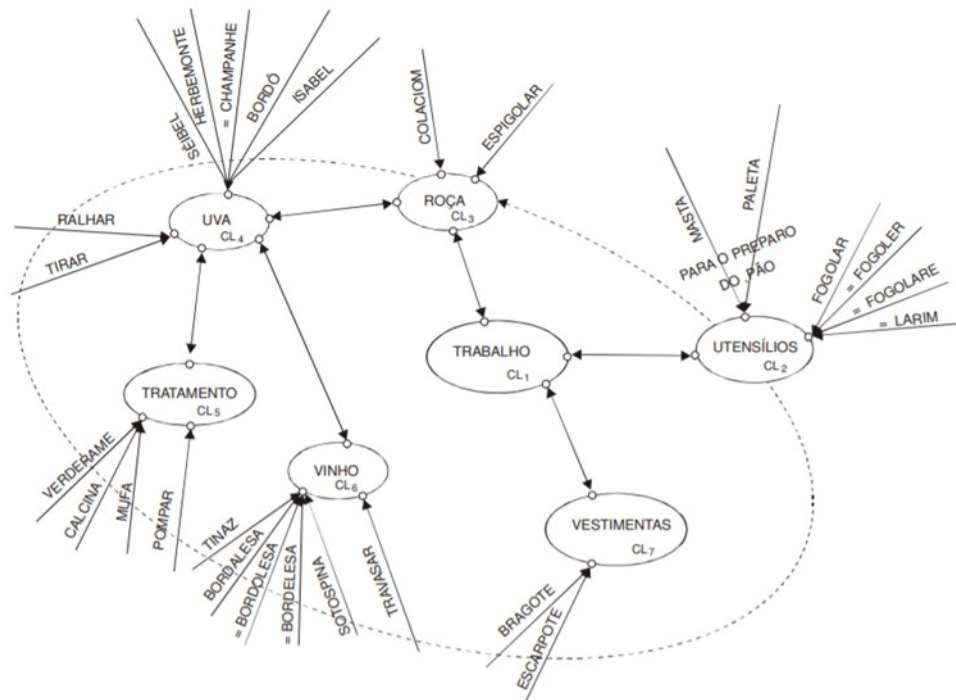 SEIBEL
HERBEMONTE
= CHAMPANHE
BORDÔ
ISABEL
RALHAR
TIRAR
UVA
CL4
COLACIOM
ESPIGOLAR
ROÇA
CL3
MASTA
PALETA
PARA O PREPARO
DO PÃO
FOGOLAR
= FOGOLER
= FOGOLARE
= LARIM
UTENSÍLIOS
CL2
TRABALHO
CL1
TRATAMENTO
CL5
VERDERAME
CALCINA
MUFA
POMPAR
VINHO
CL6
TINAZ
BORDALESA
= BORDOLESA
= BORDELESA
SOTOSPINA
TRAVASAR
VESTIMENTAS
CL7
BRAGOTE
ESCARPOTE